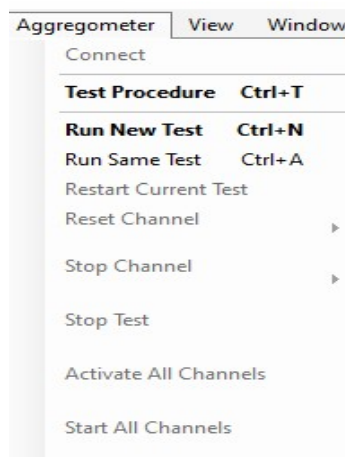 Aggregometer View Window
Connect
Test Procedure Ctrl+T
Run New Test Ctrl+N
Run Same Test Ctrl+A
Restart Current Test
Reset Channel
Stop Channel
Stop Test
Activate All Channels
Start All Channels